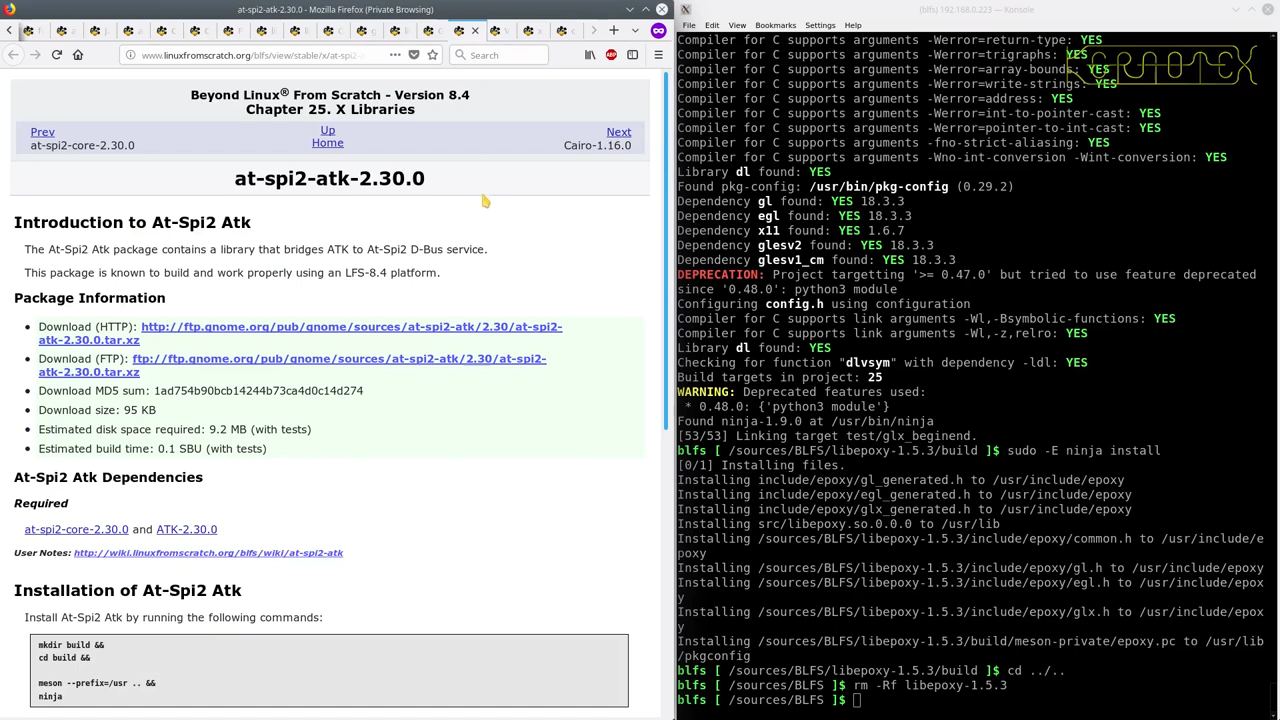 at-spi2-atk-2.30.0 - Mozilla Firefox (Private Browsing)
www.linuxfromscratch.org/blfs/view/stable/x/at-spi2-
Search
Beyond Linux® From Scratch - Version 8.4
Chapter 25. X Libraries
Prev
Up
Next
at-spi2-core-2.30.0
Home
Cairo-1.16.0
at-spi2-atk-2.30.0
Introduction to At-Spi2 Atk
The At-Spi2 Atk package contains a library that bridges ATK to At-Spi2 D-Bus service.
This package is known to build and work properly using an LFS-8.4 platform.
Package Information
Download (HTTP): http://ftp.gnome.org/pub/gnome/sources/at-spi2-atk/2.30/at-spi2-
atk-2.30.0.tar.xz
Download (FTP): ftp://ftp.gnome.org/pub/gnome/sources/at-spi2-atk/2.30/at-spi2-
atk-2.30.0.tar.xz
Download MD5 sum: 1ad754b90bcb14244b73ca4d0c14d274
Download size: 95 KB
Estimated disk space required: 9.2 MB (with tests)
Estimated build time: 0.1 SBU (with tests)
At-Spi2 Atk Dependencies
Required
at-spi2-core-2.30.0 and ATK-2.30.0
User Notes: http://wiki.linuxfromscratch.org/blfs/wiki/at-spi2-atk
Installation of At-Spi2 Atk
Install At-Spi2 Atk by running the following commands:
mkdir build &&
cd build &&
meson --prefix=/usr .. &&
ninja
(blfs) 192.168.0.223 — Konsole
File Edit View Bookmarks Settings Help
Compiler for C supports arguments -Werror=return-type: YES
Compiler for C supports arguments -Werror=trigraphs: YES
Compiler for C supports arguments -Werror=array-bounds: YES
Compiler for C supports arguments -Werror=write-strings: YES
Compiler for C supports arguments -Werror=address: YES
Compiler for C supports arguments -Werror=int-to-pointer-cast: YES
Compiler for C supports arguments -Werror=pointer-to-int-cast: YES
Compiler for C supports arguments -fno-strict-aliasing: YES
Compiler for C supports arguments -Wno-int-conversion -Wint-conversion: YES
Library dl found: YES
Found pkg-config: /usr/bin/pkg-config (0.29.2)
Dependency gl found: YES 18.3.3
Dependency egl found: YES 18.3.3
Dependency x11 found: YES 1.6.7
Dependency glesv2 found: YES 18.3.3
Dependency glesv1_cm found: YES 18.3.3
DEPRECATION: Project targetting '>= 0.47.0' but tried to use feature deprecated
since '0.48.0': python3 module
Configuring config.h using configuration
Compiler for C supports link arguments -Wl,-Bsymbolic-functions: YES
Compiler for C supports link arguments -Wl,-z,relro: YES
Library dl found: YES
Checking for function "dlvsym" with dependency -ldl: YES
Build targets in project: 25
WARNING: Deprecated features used:
* 0.48.0: {'python3 module'}
Found ninja-1.9.0 at /usr/bin/ninja
[53/53] Linking target test/glx_beginend.
blfs [ /sources/BLFS/libepoxy-1.5.3/build ]$ sudo -E ninja install
[0/1] Installing files.
Installing include/epoxy/gl_generated.h to /usr/include/epoxy
Installing include/epoxy/egl_generated.h to /usr/include/epoxy
Installing include/epoxy/glx_generated.h to /usr/include/epoxy
Installing src/libepoxy.so.0.0.0 to /usr/lib
Installing /sources/BLFS/libepoxy-1.5.3/include/epoxy/common.h to /usr/include/e
poxy
Installing /sources/BLFS/libepoxy-1.5.3/include/epoxy/gl.h to /usr/include/epoxy
Installing /sources/BLFS/libepoxy-1.5.3/include/epoxy/egl.h to /usr/include/epox
y
Installing /sources/BLFS/libepoxy-1.5.3/include/epoxy/glx.h to /usr/include/epox
y
Installing /sources/BLFS/libepoxy-1.5.3/build/meson-private/epoxy.pc to /usr/lib
/pkgconfig
blfs [ /sources/BLFS/libepoxy-1.5.3/build ]$ cd ../..
blfs [ /sources/BLFS ]$ rm -Rf libepoxy-1.5.3
blfs [ /sources/BLFS ]$